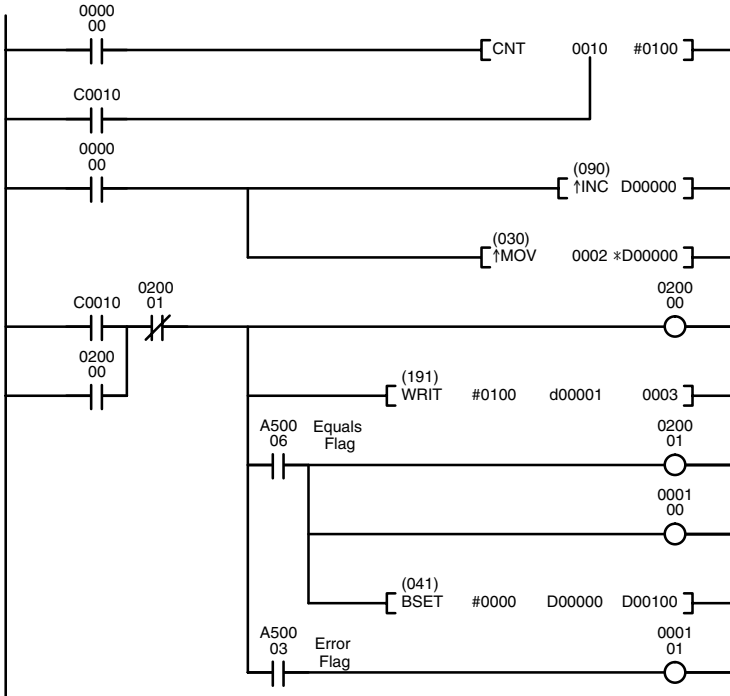 0000
00
CNT 0010 #0100
C0010
0000
00
(090)
↑INC D00000
(030)
↑MOV 0002 *D00000
C0010
0200
01
0200
00
0200
00
(191)
WRIT #0100 d00001 0003
A500
06
Equals
Flag
0200
01
0001
00
(041)
BSET #0000 D00000 D00100
A500
03
Error
Flag
0001
01